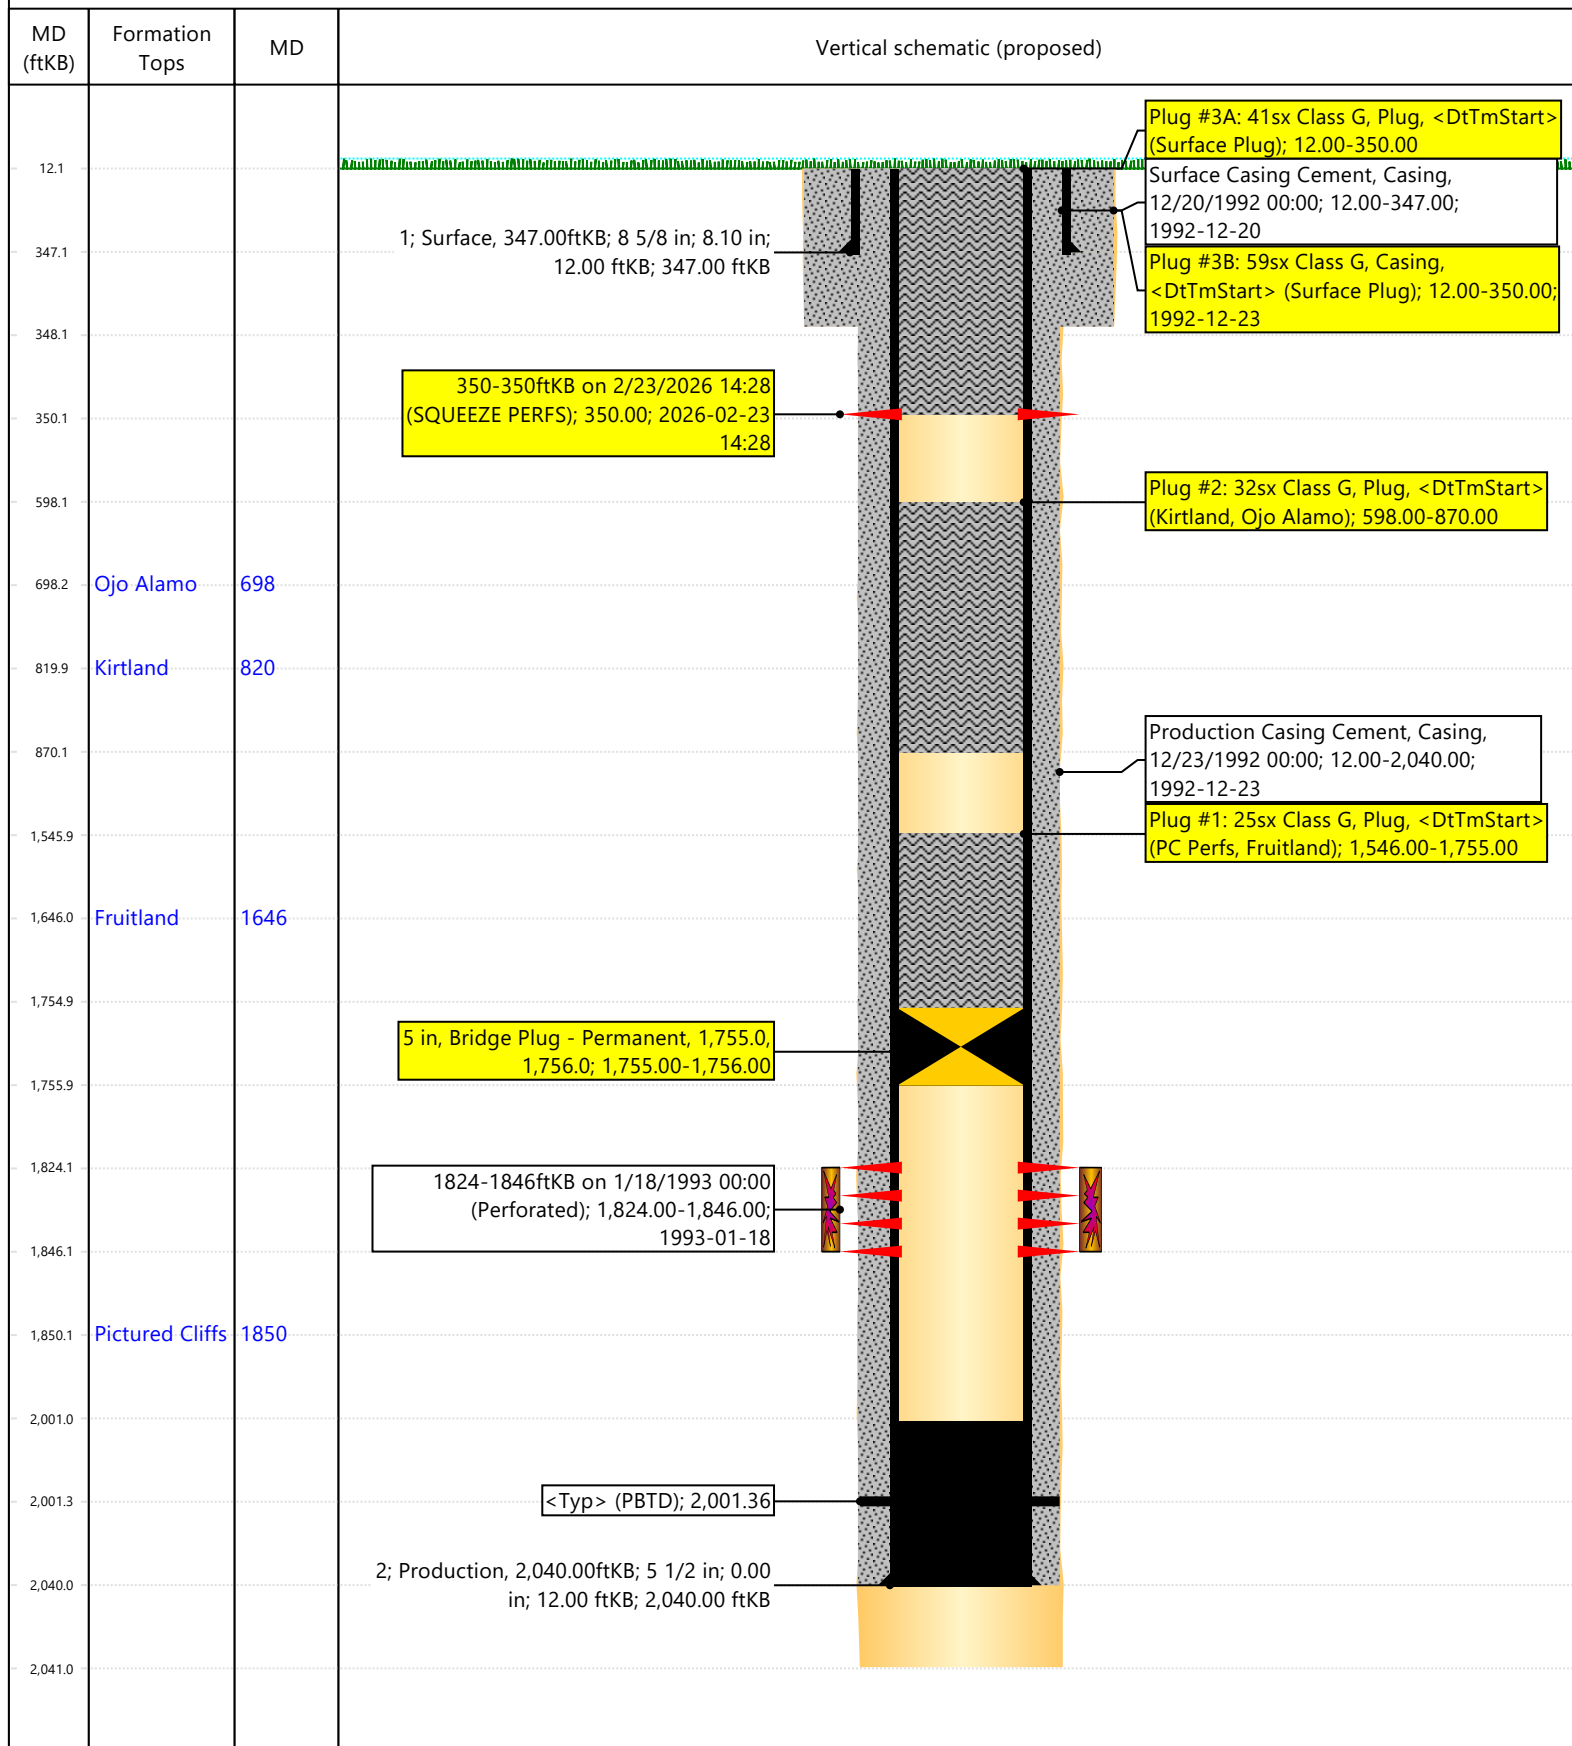 MD
(ftKB)
Formation
Tops
MD
Vertical schematic (proposed)
Plug #3A: 41sx Class G, Plug, <DtTmStart>
(Surface Plug); 12.00-350.00
12.1
Surface Casing Cement, Casing,
12/20/1992 00:00; 12.00-347.00;
1992-12-20
1; Surface, 347.00ftKB; 8 5/8 in; 8.10 in;
12.00 ftKB; 347.00 ftKB
347.1
Plug #3B: 59sx Class G, Casing,
<DtTmStart> (Surface Plug); 12.00-350.00;
1992-12-23
348.1
350-350ftKB on 2/23/2026 14:28
(SQUEEZE PERFS); 350.00; 2026-02-23
14:28
350.1
Plug #2: 32sx Class G, Plug, <DtTmStart>
(Kirtland, Ojo Alamo); 598.00-870.00
598.1
698.2
Ojo Alamo
698
819.9
Kirtland
820
870.1
Production Casing Cement, Casing,
12/23/1992 00:00; 12.00-2,040.00;
1992-12-23
Plug #1: 25sx Class G, Plug, <DtTmStart>
(PC Perfs, Fruitland); 1,546.00-1,755.00
1,545.9
1,646.0
Fruitland
1646
1,754.9
5 in, Bridge Plug - Permanent, 1,755.0,
1,756.0; 1,755.00-1,756.00
1,755.9
1,824.1
1824-1846ftKB on 1/18/1993 00:00
(Perforated); 1,824.00-1,846.00;
1993-01-18
1,846.1
1,850.1
Pictured Cliffs
1850
2,001.0
2,001.3
<Typ> (PBTD); 2,001.36
2; Production, 2,040.00ftKB; 5 1/2 in; 0.00
in; 12.00 ftKB; 2,040.00 ftKB
2,040.0
2,041.0